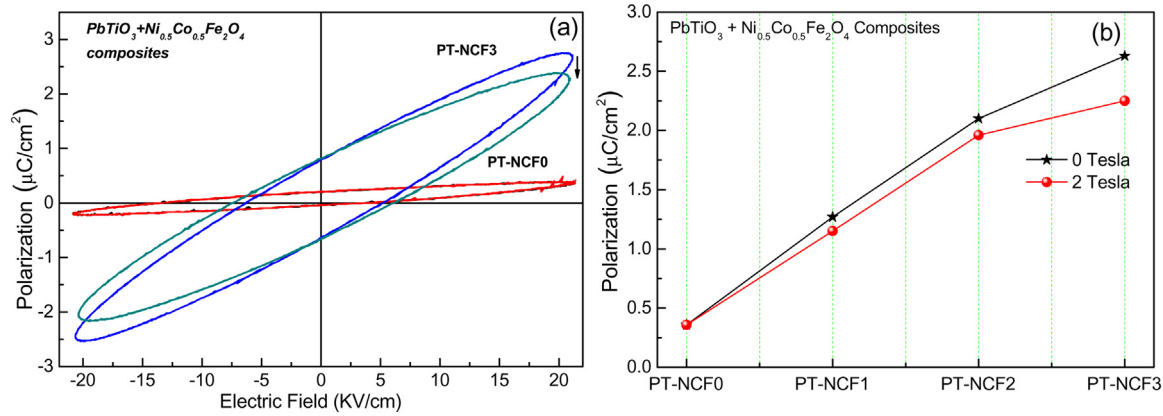 PbTiO₃+Ni₀.₅Co₀.₅Fe₂O₄
composites
(a)
PT-NCF3
PT-NCF0
3
2
1
0
-1
-2
-3
Polarization (μC/cm²)
-20 -15 -10 -5 0 5 10 15 20
Electric Field (KV/cm)
PbTiO₃ + Ni₀.₅Co₀.₅Fe₂O₄ Composites
(b)
3.0
2.5
2.0
1.5
1.0
0.5
0.0
Polarization (μC/cm²)
0 Tesla
2 Tesla
PT-NCF0 PT-NCF1 PT-NCF2 PT-NCF3